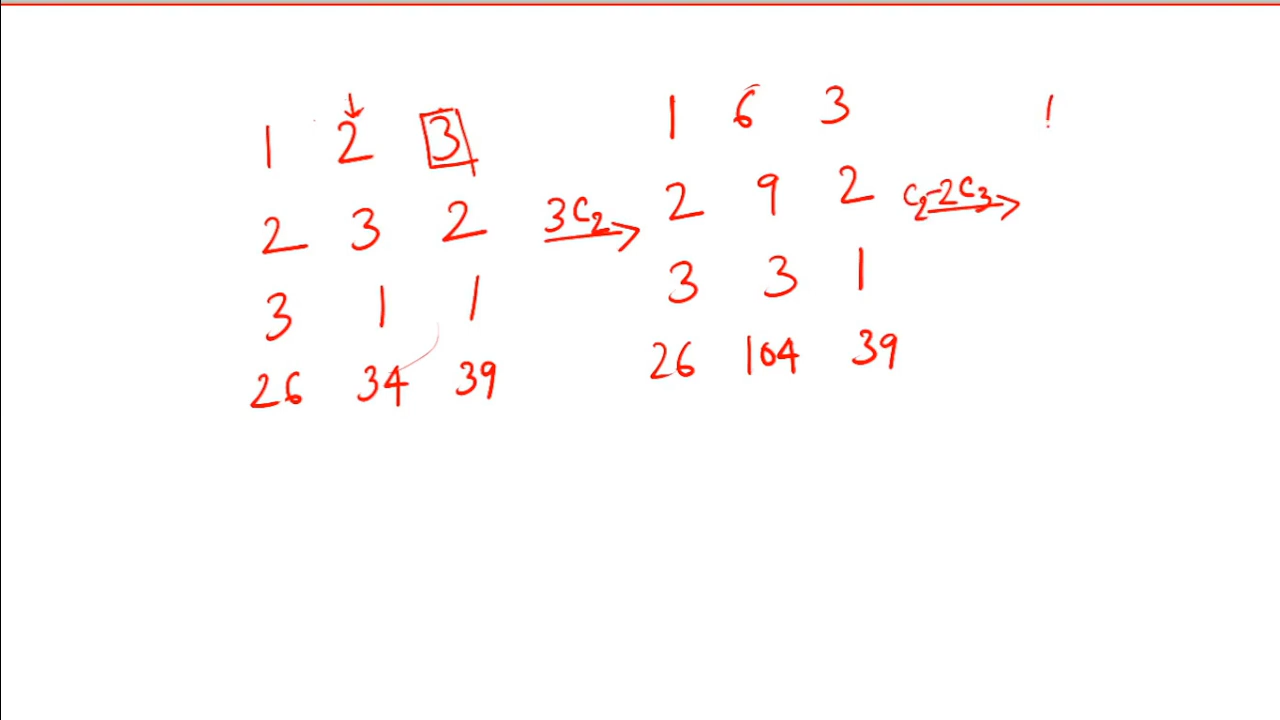 1 2 3
2 3 2
3 1 1
26 34 39
3C₂
1 6 3
2 9 2
3 3 1
26 104 39
C₂-2C₃
1